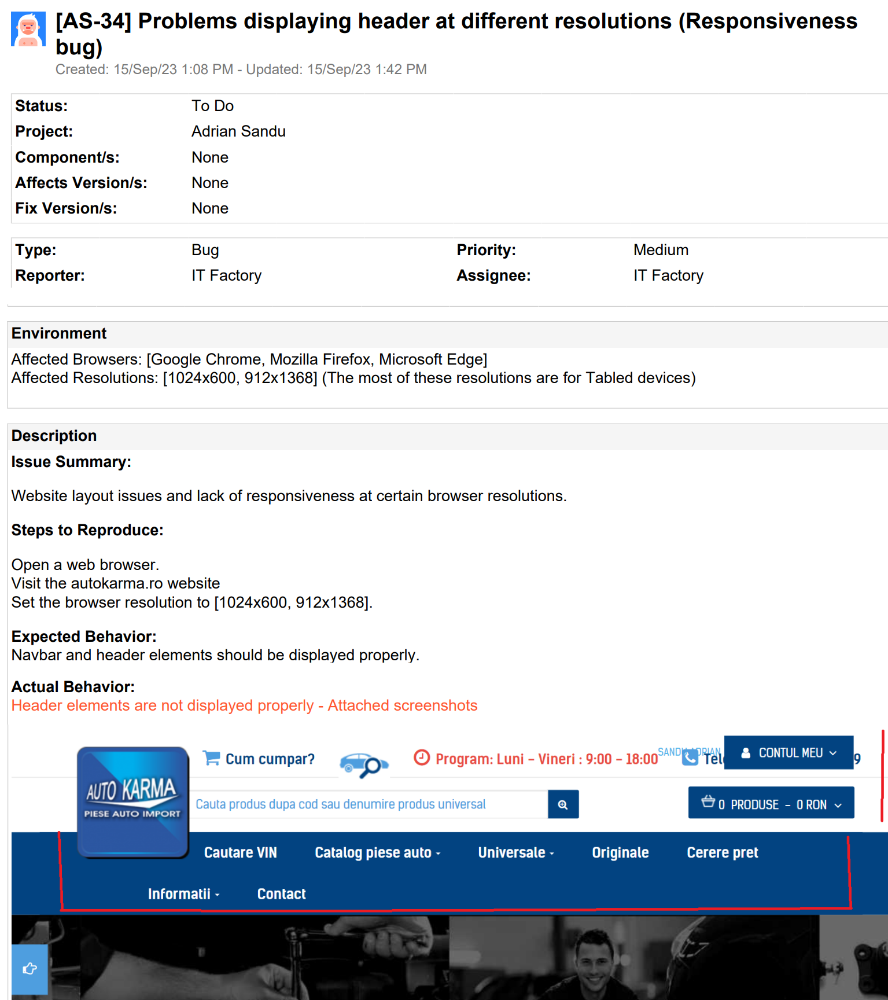 [AS-34] Problems displaying header at different resolutions (Responsiveness
bug)
Created: 15/Sep/23 1:08 PM - Updated: 15/Sep/23 1:42 PM
Status: To Do
Project: Adrian Sandu
Component/s: None
Affects Version/s: None
Fix Version/s: None
Type: Bug Priority: Medium
Reporter: IT Factory Assignee: IT Factory
Environment
Affected Browsers: [Google Chrome, Mozilla Firefox, Microsoft Edge]
Affected Resolutions: [1024x600, 912x1368] (The most of these resolutions are for Tabled devices)
Description
Issue Summary:
Website layout issues and lack of responsiveness at certain browser resolutions.
Steps to Reproduce:
Open a web browser.
Visit the autokarma.ro website
Set the browser resolution to [1024x600, 912x1368].
Expected Behavior:
Navbar and header elements should be displayed properly.
Actual Behavior:
Header elements are not displayed properly - Attached screenshots
Cum cumpar? Program: Luni – Vineri : 9:00 – 18:00 SANDU ADRIAN Tele CONTUL MEU 9
AUTO KARMA
PIESE AUTO IMPORT
Cauta produs dupa cod sau denumire produs universal 0 PRODUSE – 0 RON
Cautare VIN Catalog piese auto Universale Originale Cerere pret
Informatii Contact